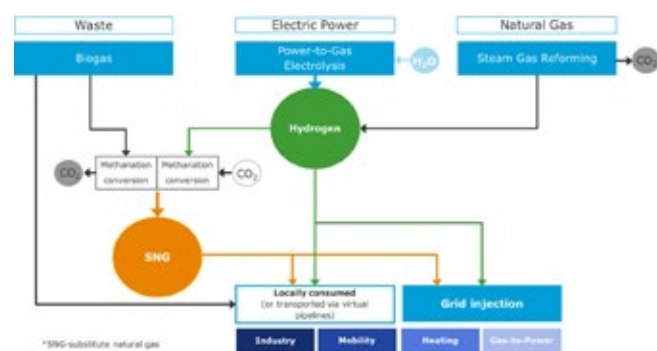 Waste
Electric Power
Natural Gas
Biogas
Power-to-Gas
Electrolysis
H₂O
Steam Gas Reforming
CO₂
Hydrogen
CO₂
Methanation
conversion
Methanation
conversion
CO₂
SNG
Locally consumed
(or transported via virtual
pipelines)
Grid injection
Industry
Mobility
Heating
Gas-to-Power
*SNG-substitute natural gas